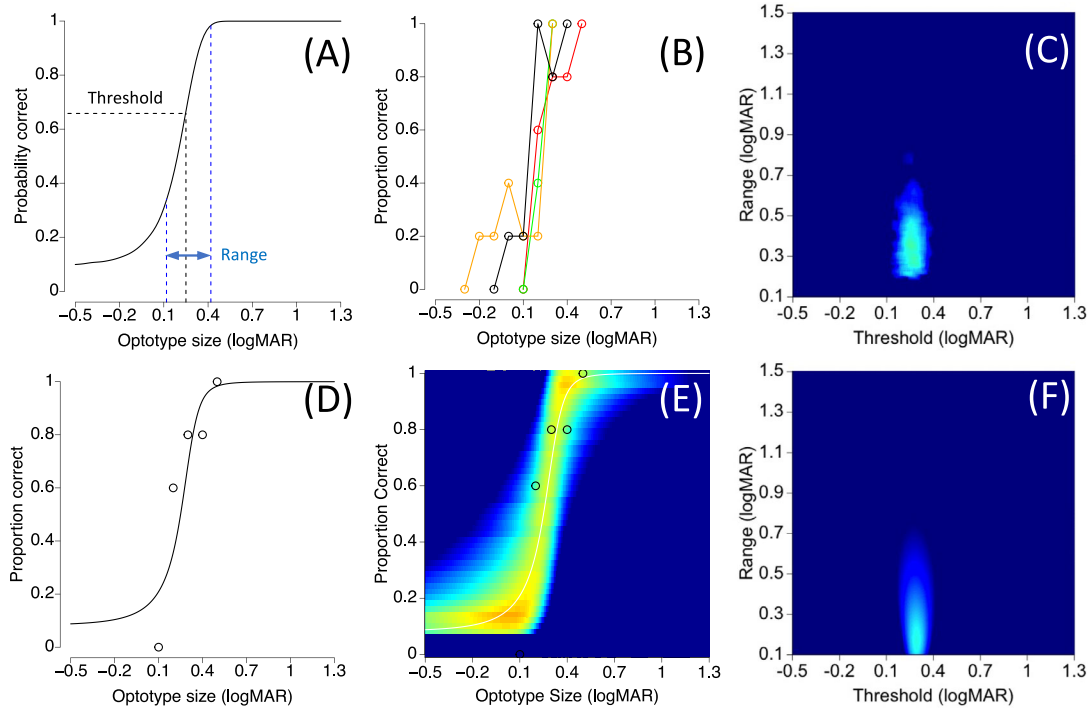 (A)
Probability correct
1
0.8
0.6
0.4
0.2
0
Threshold
Range
−0.5 −0.2 0.1 0.4 0.7 1 1.3
Optotype size (logMAR)
(B)
Proportion correct
1
0.8
0.6
0.4
0.2
0
−0.5 −0.2 0.1 0.4 0.7 1 1.3
Optotype size (logMAR)
(C)
Range (logMAR)
1.5
1.3
1.1
0.9
0.7
0.5
0.3
0.1
-0.5 -0.2 0.1 0.4 0.7 1 1.3
Threshold (logMAR)
(D)
Proportion correct
1
0.8
0.6
0.4
0.2
0
−0.5 −0.2 0.1 0.4 0.7 1 1.3
Optotype size (logMAR)
(E)
Proportion Correct
1
0.8
0.6
0.4
0.2
0
−0.5 −0.2 0.1 0.4 0.7 1 1.3
Optotype Size (logMAR)
(F)
Range (logMAR)
1.5
1.3
1.1
0.9
0.7
0.5
0.3
0.1
-0.5 -0.2 0.1 0.4 0.7 1 1.3
Threshold (logMAR)